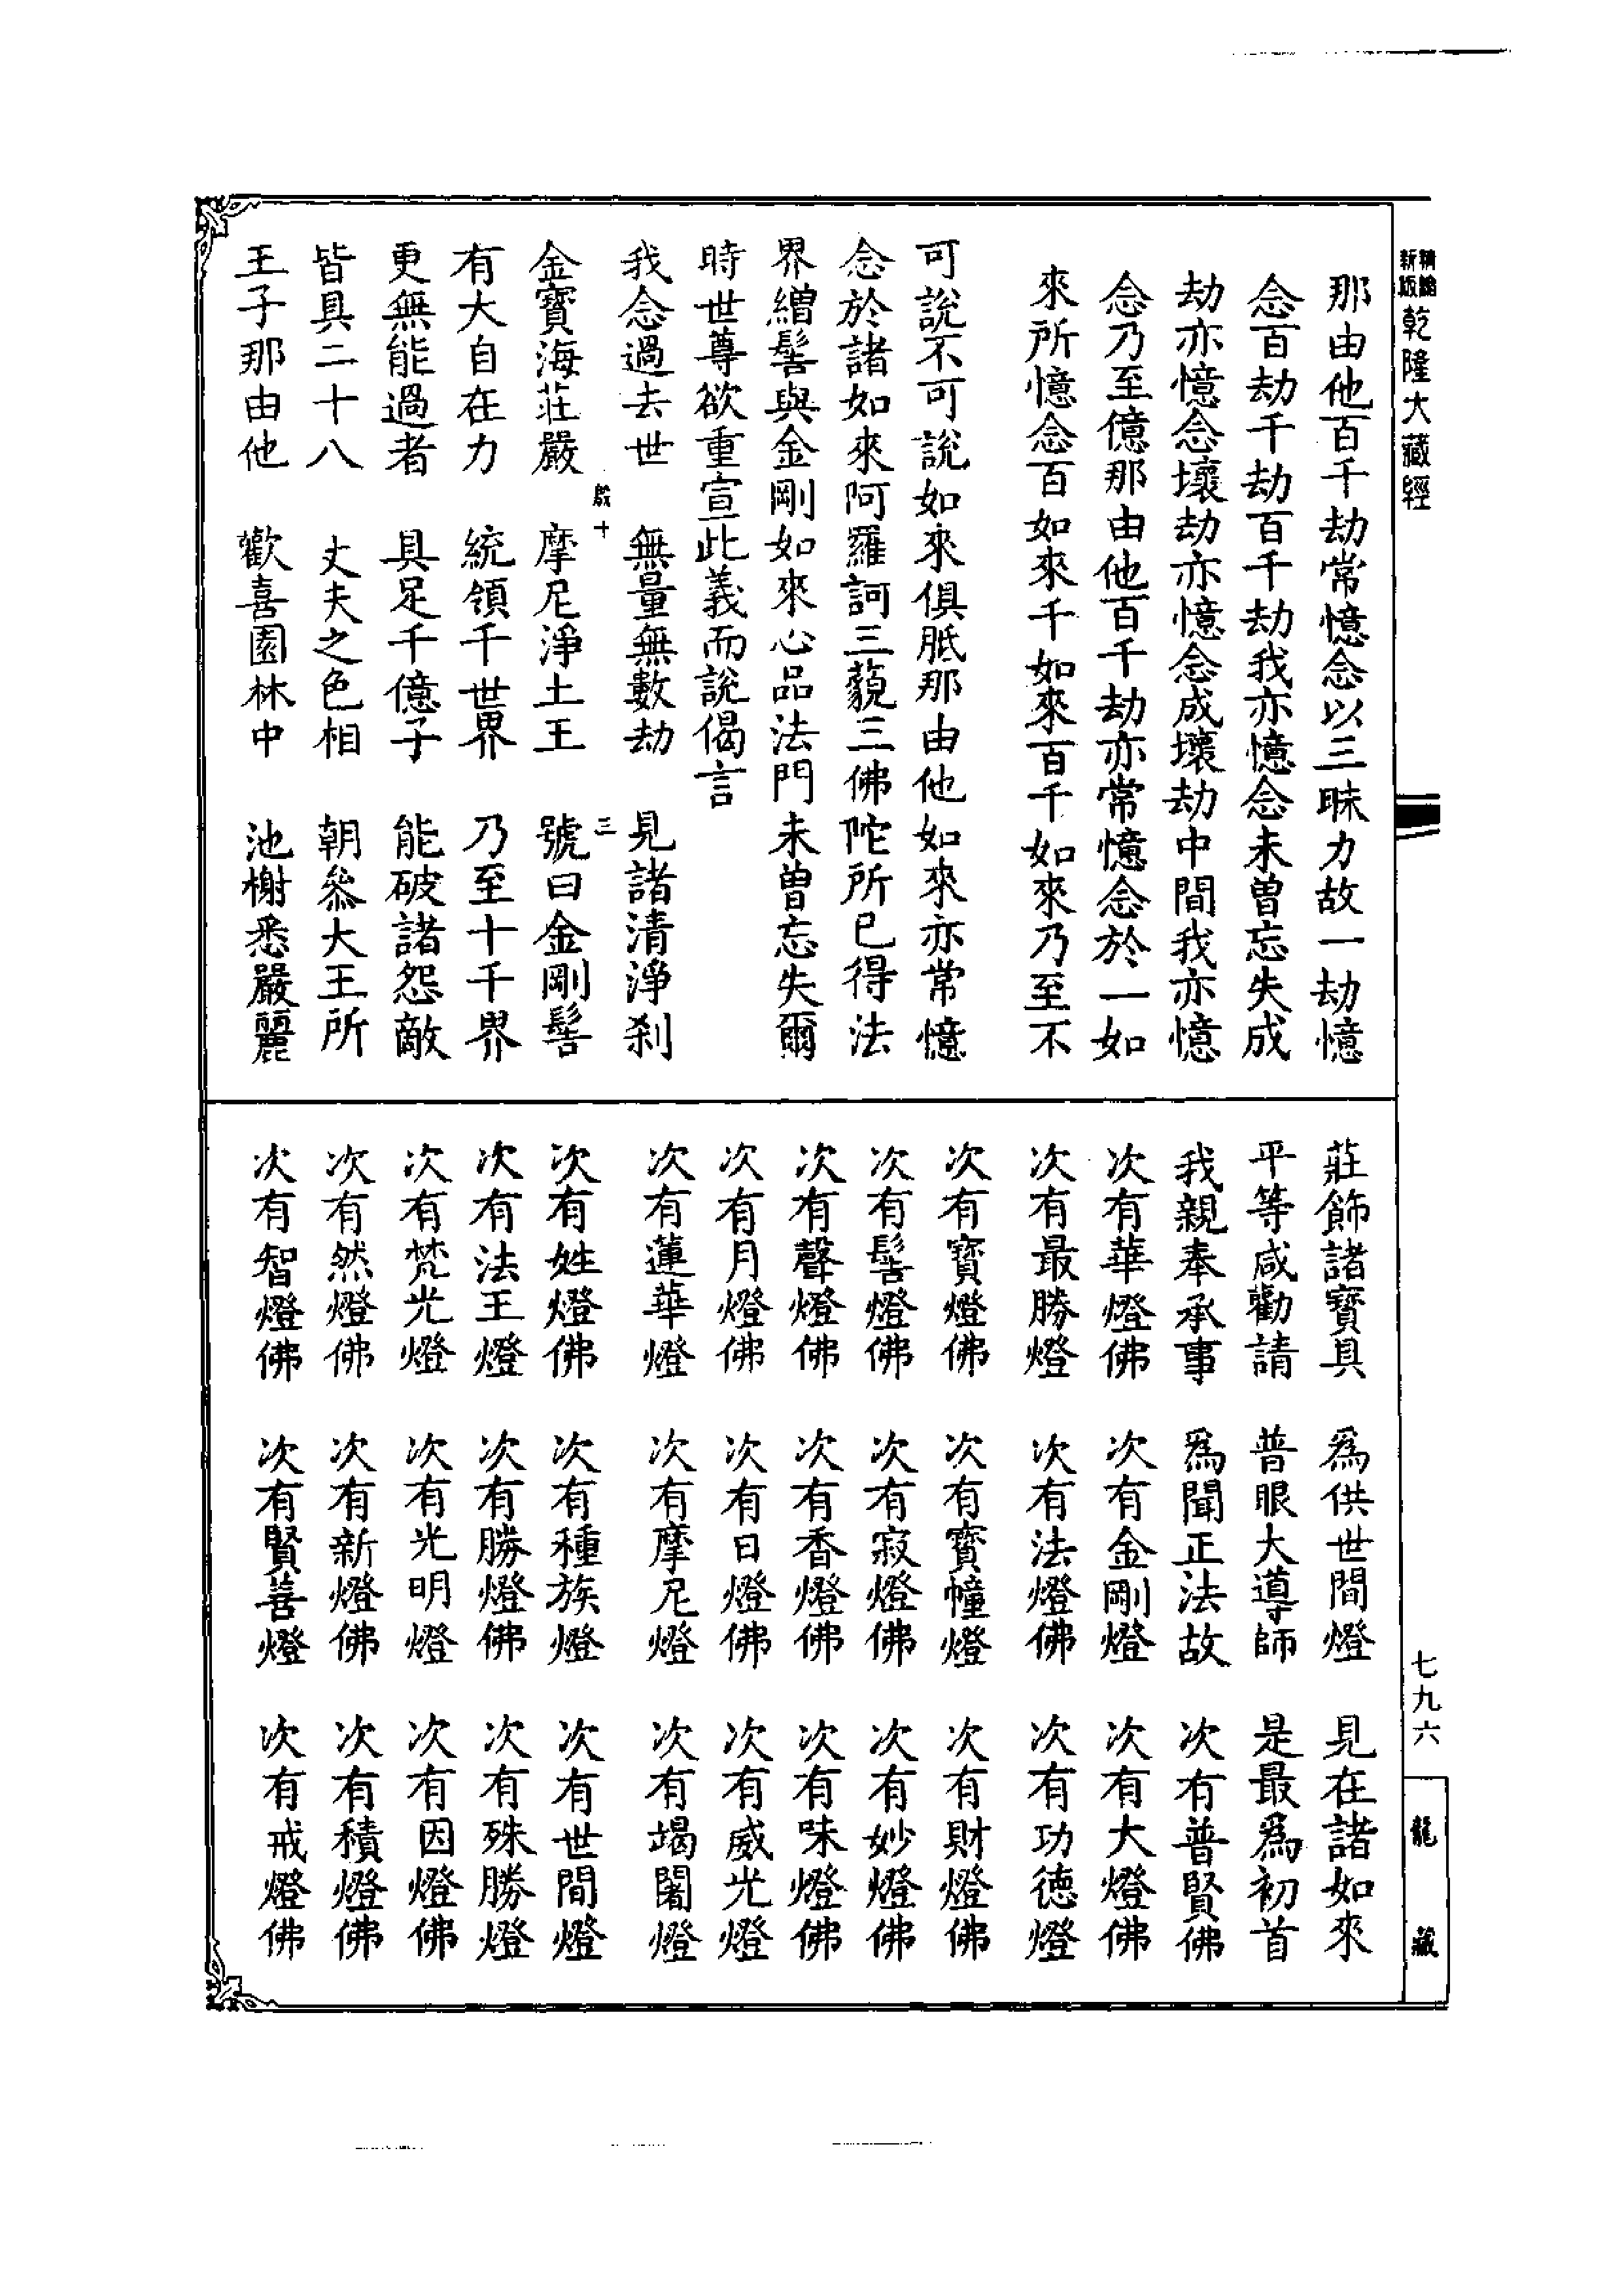 乾隆大藏經
那由他百千劫常憶念以三昧力故一劫憶
念百劫千劫百千劫我亦憶念未曾忘失成
劫亦憶念壞劫亦憶念成壞劫中間我亦憶
念乃至億那由他百千劫亦常憶念於一如
來所憶念百如來千如來百千如來乃至不
可說不可說如來俱胝那由他如來亦常憶
念於諸如來阿羅訶三藐三佛陀所已得法
界繒髻與金剛如來心品法門未曾忘失爾
時世尊欲重宣此義而說偈言
我念過去世　無量無數劫　見諸清淨剎
十　三
金寶海莊嚴　摩尼淨土王　號曰金剛髻
有大自在力　統領千世界　乃至十千界
更無能過者　具足千億子　能破諸怨敵
皆具二十八　丈夫之色相　朝叅大王所
王子那由他　歡喜園林中　池榭悉嚴麗
莊飾諸寶具　爲供世間燈　見在諸如來
平等咸勸請　普眼大導師　是最爲初首
我親奉承事　爲聞正法故　次有普賢佛
次有華燈佛　次有金剛燈　次有大燈佛
次有最勝燈　次有法燈佛　次有功德燈
次有寶燈佛　次有寶幢燈　次有財燈佛
次有髻燈佛　次有寂燈佛　次有妙燈佛
次有聲燈佛　次有香燈佛　次有味燈佛
次有月燈佛　次有日燈佛　次有威光燈
次有蓮華燈　次有摩尼燈　次有竭闍燈
次有姓燈佛　次有種族燈　次有世間燈
次有法王燈　次有勝燈佛　次有殊勝燈
次有梵光燈　次有光明燈　次有因燈佛
次有然燈佛　次有新燈佛　次有積燈佛
次有智燈佛　次有賢善燈　次有戒燈佛
七九六
龍藏